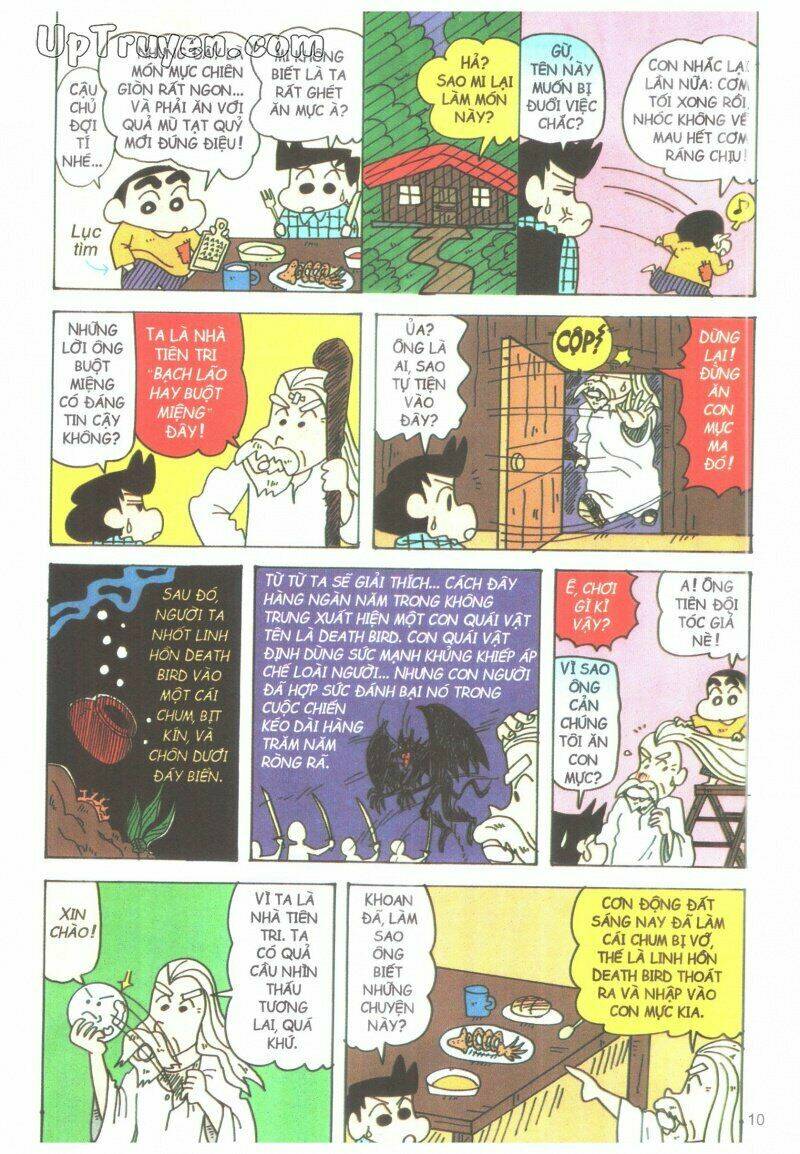 UpTruyen.com
CON NHẮC LẠI
LẦN NỮA: CƠM
TỐI XONG RỒI,
NHÓC KHÔNG VỀ
MAU HẾT CƠM
RÁNG CHỊU!
GỪ,
TÊN NÀY
MUỐN BỊ
ĐUỔI VIỆC
CHẮC?
HẢ?
SAO MI LẠI
LÀM MÓN
NÀY?
MI KHÔNG
BIẾT LÀ TA
RẤT GHÉT
ĂN MỰC À?
NHƯNG ĐÂY LÀ
MÓN MỰC CHIÊN
GIÒN RẤT NGON...
VÀ PHẢI ĂN VỚI
QUẢ MÙ TẠT QUỶ
MỚI ĐÚNG ĐIỆU!
CẬU
CHỦ
ĐỢI
TÍ
NHÉ...
Lục
tìm
DỪNG
LẠI!
ĐỪNG
ĂN
CON
MỰC
MA
ĐÓ!
CỘP!
ỦA?
ÔNG LÀ
AI, SAO
TỰ TIỆN
VÀO
ĐÂY?
TA LÀ NHÀ
TIÊN TRI
"BẠCH LÃO
HAY BUỘT
MIỆNG"
ĐÂY!
NHỮNG
LỜI ÔNG
BUỘT
MIỆNG
CÓ ĐÁNG
TIN CẬY
KHÔNG?
A! ÔNG
TIÊN ĐỘI
TÓC GIẢ
NÈ!
Ê, CHƠI
GÌ KÌ
VẬY?
VÌ SAO
ÔNG
CẢN
CHÚNG
TÔI ĂN
CON
MỰC?
TỪ TỪ TA SẼ GIẢI THÍCH... CÁCH ĐÂY
HÀNG NGÀN NĂM TRONG KHÔNG
TRUNG XUẤT HIỆN MỘT CON QUÁI VẬT
TÊN LÀ DEATH BIRD. CON QUÁI VẬT
ĐỊNH DÙNG SỨC MẠNH KHỦNG KHIẾP ÁP
CHẾ LOÀI NGƯỜI... NHƯNG CON NGƯỜI
ĐÃ HỢP SỨC ĐÁNH BẠI NÓ TRONG
CUỘC CHIẾN
KÉO DÀI HÀNG
TRĂM NĂM
RÒNG RÃ.
SAU ĐÓ,
NGƯỜI TA
NHỐT LINH
HỒN DEATH
BIRD VÀO
MỘT CÁI
CHUM, BỊT
KÍN, VÀ
CHÔN DƯỚI
ĐÁY BIỂN.
CƠN ĐỘNG ĐẤT
SÁNG NAY ĐÃ LÀM
CÁI CHUM BỊ VỠ,
THẾ LÀ LINH HỒN
DEATH BIRD THOÁT
RA VÀ NHẬP VÀO
CON MỰC KIA.
KHOAN
ĐÃ, LÀM
SAO
ÔNG
BIẾT
NHỮNG
CHUYỆN
NÀY?
VÌ TA LÀ
NHÀ TIÊN
TRI. TA
CÓ QUẢ
CẦU NHÌN
THẤU
TƯƠNG
LAI, QUÁ
KHỨ.
XIN
CHÀO!
10